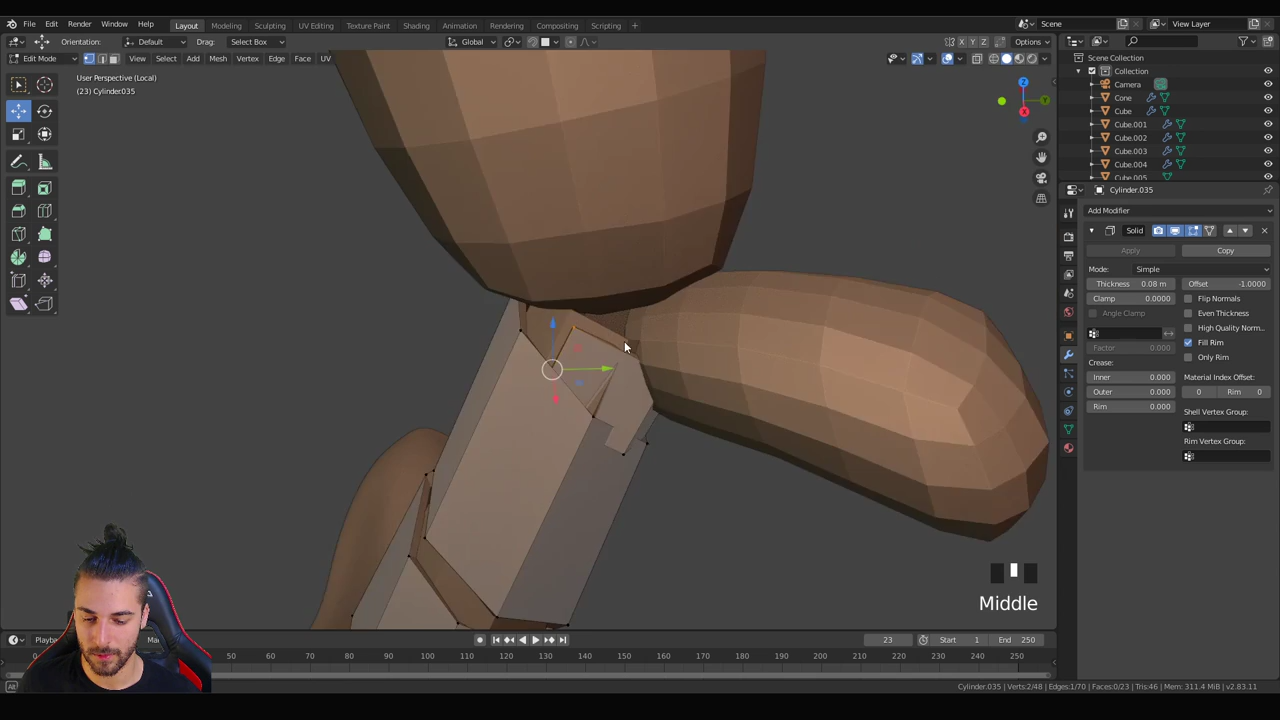 File Edit Render Window Help Layout Modeling Sculpting UV Editing Texture Paint Shading Animation Rendering Compositing Scripting + Scene View Layer
Orientation: Default Drag: Select Box Global X Y Z Options
Edit Mode View Select Add Mesh Vertex Edge Face UV
User Perspective (Local)
(23) Cylinder.035
Z
Y
X
Scene Collection
Collection
Camera
Cone
Cube
Cube.001
Cube.002
Cube.003
Cube.004
Cube.005
Cylinder.035
Add Modifier
Solid
Apply Copy
Mode: Simple
Thickness 0.08 m Offset -1.0000
Clamp 0.0000 Flip Normals
Angle Clamp Even Thickness
High Quality Norm...
Factor 0.0000 Fill Rim
Crease: Only Rim
Inner 0.000 Material Index Offset:
Outer 0.000 0 Rim 0
Rim 0.000 Shell Vertex Group:
Rim Vertex Group:
Middle
Playba 23 Start 1 End 250
0 50 60 70 80 90 100 110 120 130 140 150 160 170 180 190 200 210 220 230 240 250
Cylinder.035 | Verts:2/48 | Edges:1/70 | Faces:0/23 | Tris:46 | Mem: 311.4 MiB | v2.83.11